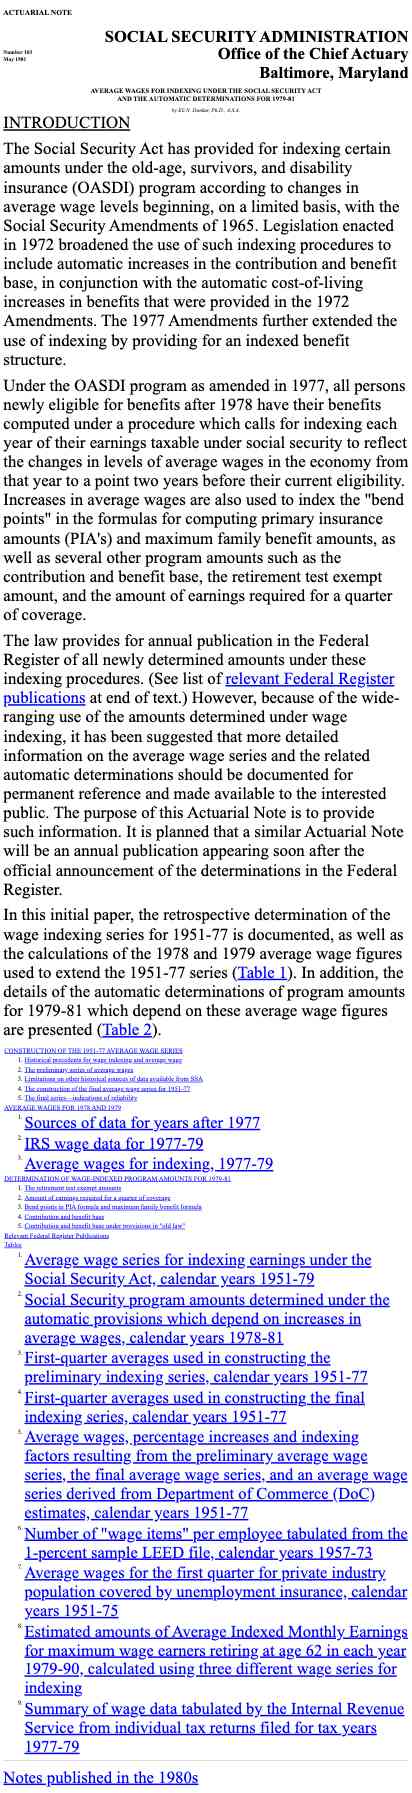 ACTUARIAL NOTE
SOCIAL SECURITY ADMINISTRATION
Number 103
May 1981
Office of the Chief Actuary
Baltimore, Maryland
AVERAGE WAGES FOR INDEXING UNDER THE SOCIAL SECURITY ACT
AND THE AUTOMATIC DETERMINATIONS FOR 1979-81
by Eli N. Donkar, Ph.D., A.S.A.
INTRODUCTION
The Social Security Act has provided for indexing certain
amounts under the old-age, survivors, and disability
insurance (OASDI) program according to changes in
average wage levels beginning, on a limited basis, with the
Social Security Amendments of 1965. Legislation enacted
in 1972 broadened the use of such indexing procedures to
include automatic increases in the contribution and benefit
base, in conjunction with the automatic cost-of-living
increases in benefits that were provided in the 1972
Amendments. The 1977 Amendments further extended the
use of indexing by providing for an indexed benefit
structure.
Under the OASDI program as amended in 1977, all persons
newly eligible for benefits after 1978 have their benefits
computed under a procedure which calls for indexing each
year of their earnings taxable under social security to reflect
the changes in levels of average wages in the economy from
that year to a point two years before their current eligibility.
Increases in average wages are also used to index the "bend
points" in the formulas for computing primary insurance
amounts (PIA's) and maximum family benefit amounts, as
well as several other program amounts such as the
contribution and benefit base, the retirement test exempt
amount, and the amount of earnings required for a quarter
of coverage.
The law provides for annual publication in the Federal
Register of all newly determined amounts under these
indexing procedures. (See list of relevant Federal Register
publications at end of text.) However, because of the wide-
ranging use of the amounts determined under wage
indexing, it has been suggested that more detailed
information on the average wage series and the related
automatic determinations should be documented for
permanent reference and made available to the interested
public. The purpose of this Actuarial Note is to provide
such information. It is planned that a similar Actuarial Note
will be an annual publication appearing soon after the
official announcement of the determinations in the Federal
Register.
In this initial paper, the retrospective determination of the
wage indexing series for 1951-77 is documented, as well as
the calculations of the 1978 and 1979 average wage figures
used to extend the 1951-77 series (Table 1). In addition, the
details of the automatic determinations of program amounts
for 1979-81 which depend on these average wage figures
are presented (Table 2).
CONSTRUCTION OF THE 1951-77 AVERAGE WAGE SERIES
1. Historical precedents for wage indexing and average wage
2. The preliminary series of average wages
3. Limitations on other historical sources of data available from SSA
4. The construction of the final average wage series for 1951-77
5. The final series - indications of reliability
AVERAGE WAGES FOR 1978 AND 1979
1. Sources of data for years after 1977
2. IRS wage data for 1977-79
3. Average wages for indexing, 1977-79
DETERMINATION OF WAGE-INDEXED PROGRAM AMOUNTS FOR 1979-81
1. The retirement test exempt amounts
2. Amount of earnings required for a quarter of coverage
3. Bend points in PIA formula and maximum family benefit formula
4. Contribution and benefit base
5. Contribution and benefit base under provisions in "old law"
Relevant Federal Register Publications
Tables
1. Average wage series for indexing earnings under the
Social Security Act, calendar years 1951-79
2. Social Security program amounts determined under the
automatic provisions which depend on increases in
average wages, calendar years 1978-81
3. First-quarter averages used in constructing the
preliminary indexing series, calendar years 1951-77
4. First-quarter averages used in constructing the final
indexing series, calendar years 1951-77
5. Average wages, percentage increases and indexing
factors resulting from the preliminary average wage
series, the final average wage series, and an average wage
series derived from Department of Commerce (DoC)
estimates, calendar years 1951-77
6. Number of "wage items" per employee tabulated from the
1-percent sample LEED file, calendar years 1957-73
7. Average wages for the first quarter for private industry
population covered by unemployment insurance, calendar
years 1951-75
8. Estimated amounts of Average Indexed Monthly Earnings
for maximum wage earners retiring at age 62 in each year
1979-90, calculated using three different wage series for
indexing
9. Summary of wage data tabulated by the Internal Revenue
Service from individual tax returns filed for tax years
1977-79
Notes published in the 1980s